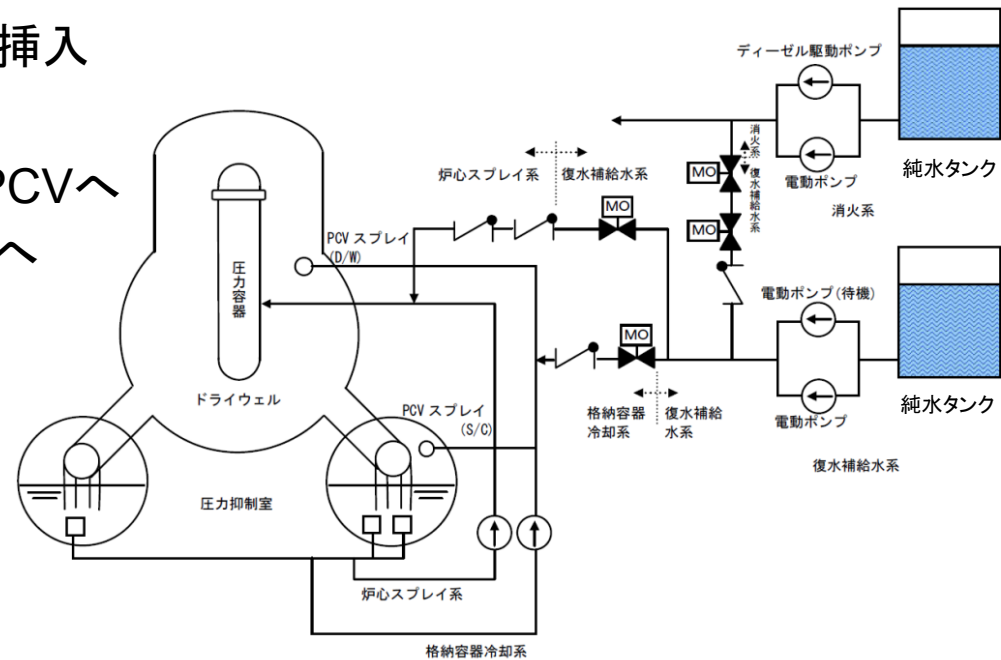 挿入
PCVへ
へ
ディーゼル駆動ポンプ
電動ポンプ
消火系
純水タンク
消火系
復水補給水系
MO
MO
炉心スプレイ系
復水補給水系
MO
PCV スプレイ
(D/W)
圧力容器
ドライウェル
電動ポンプ(待機)
MO
電動ポンプ
純水タンク
格納容器
冷却系
復水補給
水系
復水補給水系
PCV スプレイ
(S/C)
圧力抑制室
炉心スプレイ系
格納容器冷却系